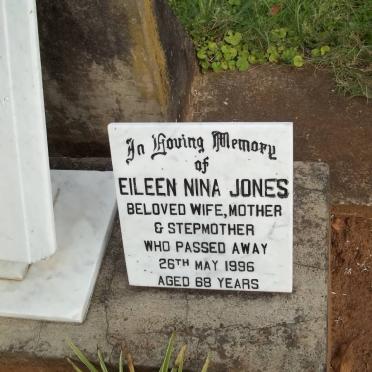 In Loving Memory
of
EILEEN NINA JONES
BELOVED WIFE, MOTHER
& STEPMOTHER
WHO PASSED AWAY
26TH MAY 1996
AGED 68 YEARS